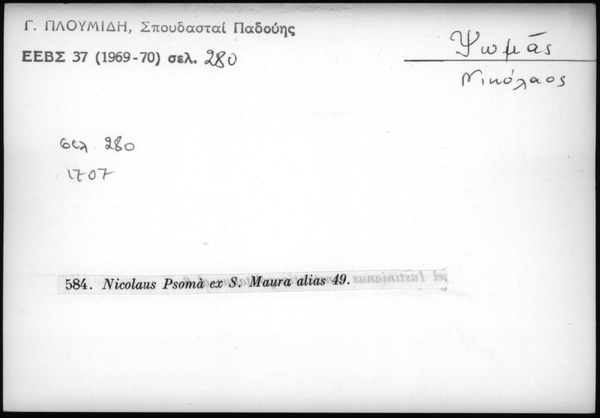 Γ. ΠΛΟΥΜΙΔΗ, Σπουδασταί Παδούης
ΕΕΒΣ 37 (1969-70) σελ. 280
Ψωμᾶς
Νικόλαος
σελ 280
1707
584. Nicolaus Psomà ex S. Maura alias 49.